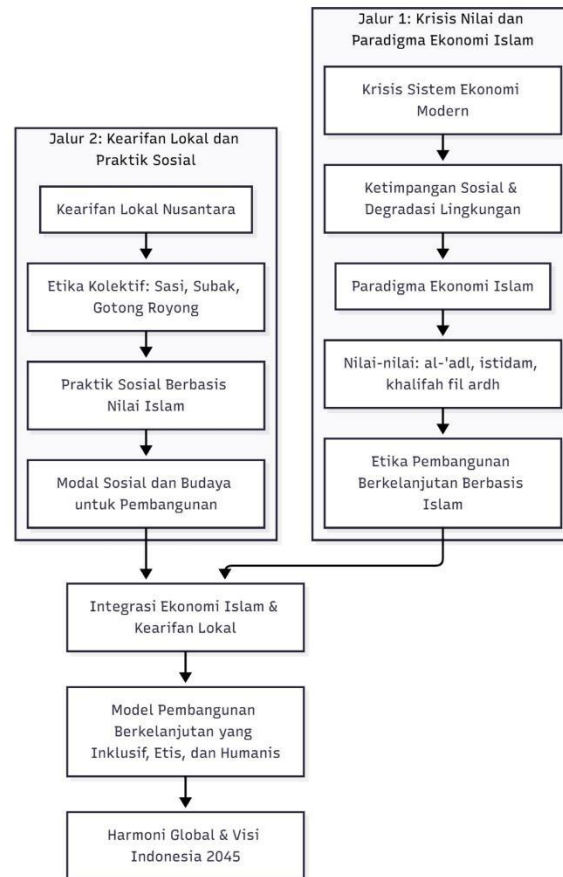 Jalur 1: Krisis Nilai dan
Paradigma Ekonomi Islam
Krisis Sistem Ekonomi
Modern
Ketimpangan Sosial &
Degradasi Lingkungan
Paradigma Ekonomi Islam
Nilai-nilai: al-'adl, istidam,
khalifah fil ardh
Etika Pembangunan
Berkelanjutan Berbasis
Islam
Jalur 2: Kearifan Lokal dan
Praktik Sosial
Kearifan Lokal Nusantara
Etika Kolektif: Sasi, Subak,
Gotong Royong
Praktik Sosial Berbasis
Nilai Islam
Modal Sosial dan Budaya
untuk Pembangunan
Integrasi Ekonomi Islam &
Kearifan Lokal
Model Pembangunan
Berkelanjutan yang
Inklusif, Etis, dan Humanis
Harmoni Global & Visi
Indonesia 2045